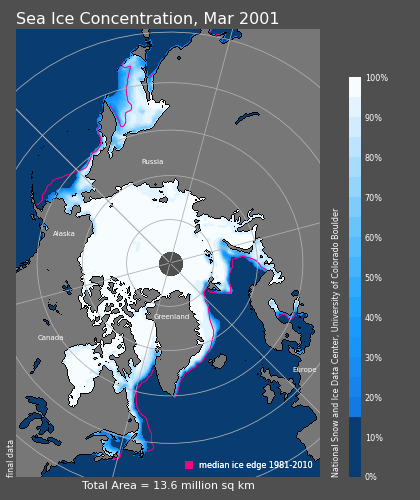 Sea Ice Concentration, Mar 2001
100%
90%
80%
70%
60%
50%
40%
30%
20%
10%
0%
Russia
Alaska
Greenland
Canada
Europe
National Snow and Ice Data Center, University of Colorado Boulder
final data
median ice edge 1981-2010
Total Area = 13.6 million sq km